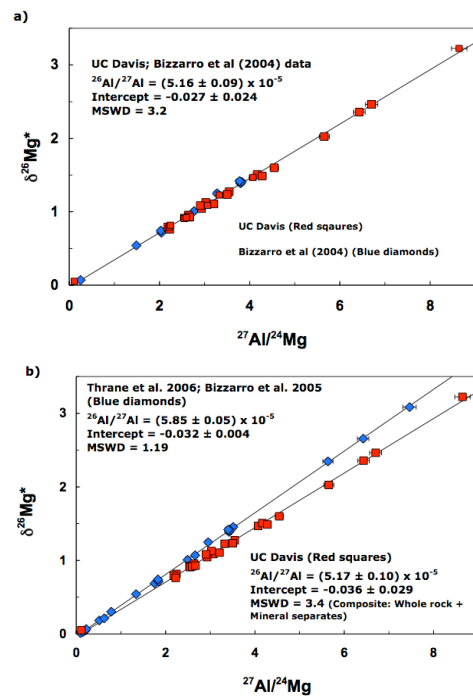 a)
UC Davis; Bizzarro et al (2004) data
²⁶Al/²⁷Al = (5.16 ± 0.09) x 10⁻⁵
Intercept = -0.027 ± 0.024
MSWD = 3.2
3
2
1
0
δ²⁶Mg*
UC Davis (Red sqaures)
Bizzarro et al (2004) (Blue diamonds)
0 2 4 6 8
²⁷Al/²⁴Mg
b)
Thrane et al. 2006; Bizzarro et al. 2005
(Blue diamonds)
²⁶Al/²⁷Al = (5.85 ± 0.05) x 10⁻⁵
Intercept = -0.032 ± 0.004
MSWD = 1.19
3
2
1
0
δ²⁶Mg*
UC Davis (Red squares)
²⁶Al/²⁷Al = (5.17 ± 0.10) x 10⁻⁵
Intercept = -0.036 ± 0.029
MSWD = 3.4 (Composite: Whole rock +
Mineral separates)
0 2 4 6 8
²⁷Al/²⁴Mg